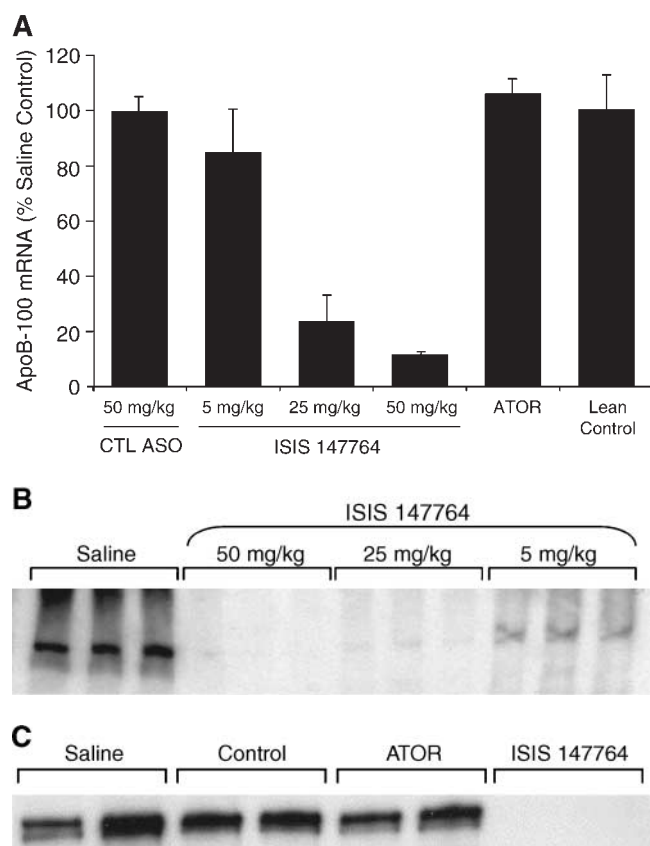 A
ApoB-100 mRNA (% Saline Control)
120
100
80
60
40
20
0
50 mg/kg 5 mg/kg 25 mg/kg 50 mg/kg ATOR Lean
Control
CTL ASO ISIS 147764
B
ISIS 147764
Saline 50 mg/kg 25 mg/kg 5 mg/kg
C
Saline Control ATOR ISIS 147764